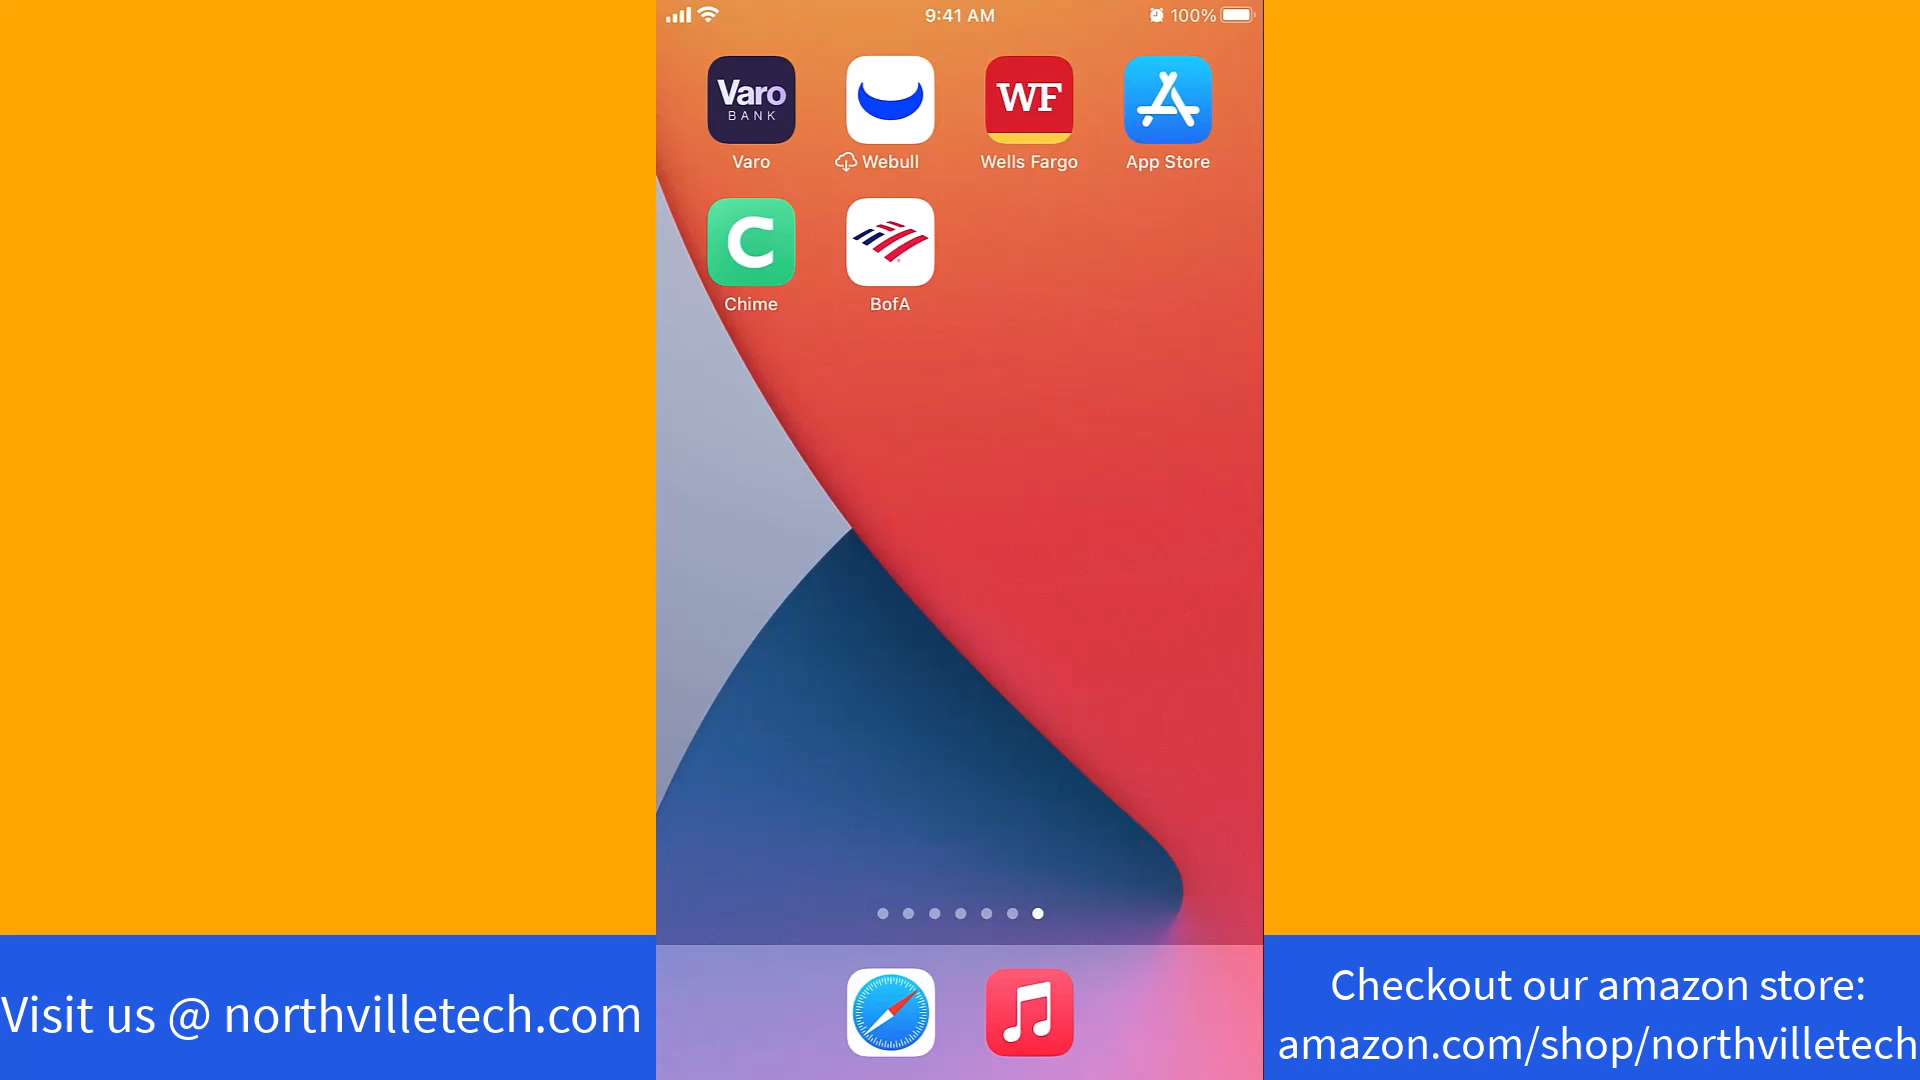 9:41 AM
100%
Varo
BANK
WF
Varo
Webull
Wells Fargo
App Store
C
Chime
BofA
Visit us @ northvilletech.com
Checkout our amazon store:
amazon.com/shop/northvilletech